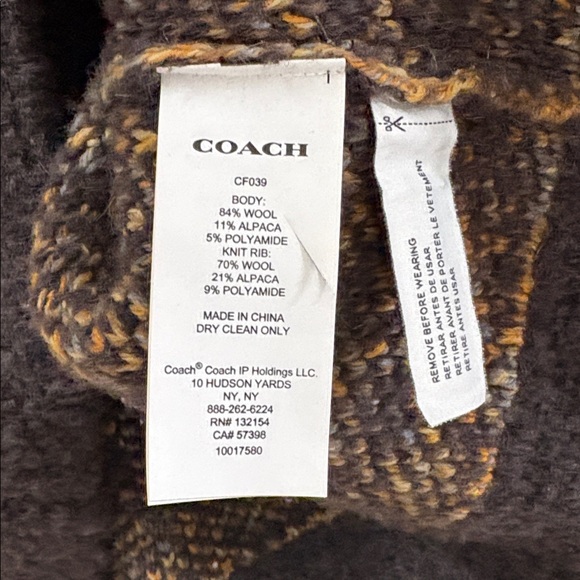 COACH
CF039
BODY:
84% WOOL
11% ALPACA
5% POLYAMIDE
KNIT RIB:
70% WOOL
21% ALPACA
9% POLYAMIDE
MADE IN CHINA
DRY CLEAN ONLY
Coach® Coach IP Holdings LLC.
10 HUDSON YARDS
NY, NY
888-262-6224
RN# 132154
CA# 57398
10017580
REMOVE BEFORE WEARING
RETIRAR ANTES DE USAR
RETIRER AVANT DE PORTER LE VETEMENT
RETIRE ANTES USAR